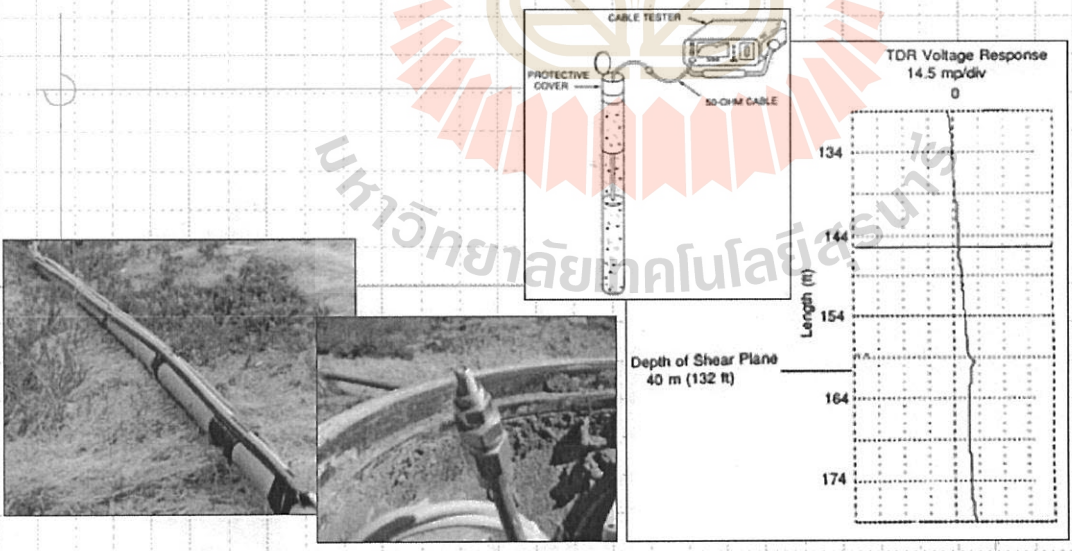 CABLE TESTER
PROTECTIVE
COVER
50-OHM CABLE
TDR Voltage Response
14.5 mp/div
0
134
144
154
164
174
Length (ft)
Depth of Shear Plane
40 m (132 ft)
มหาวิทยาลัยเทคโนโลยีสุรนารี